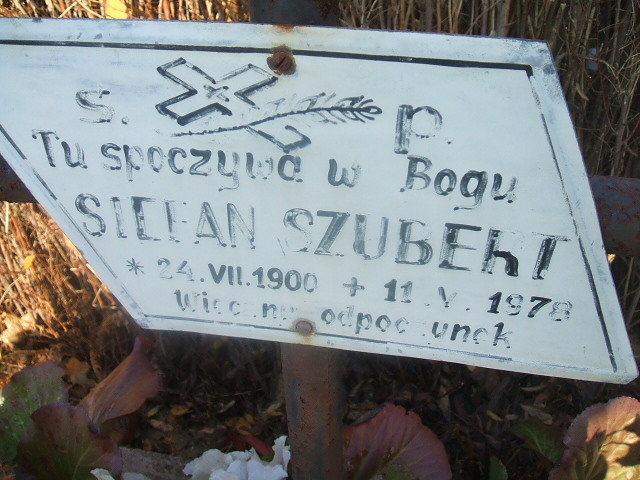 Ś. P.
Tu spoczywa w Bogu
STEFAN SZUBERT
* 24.VII.1900 + 11.V.1978
Wieczny odpoczynek